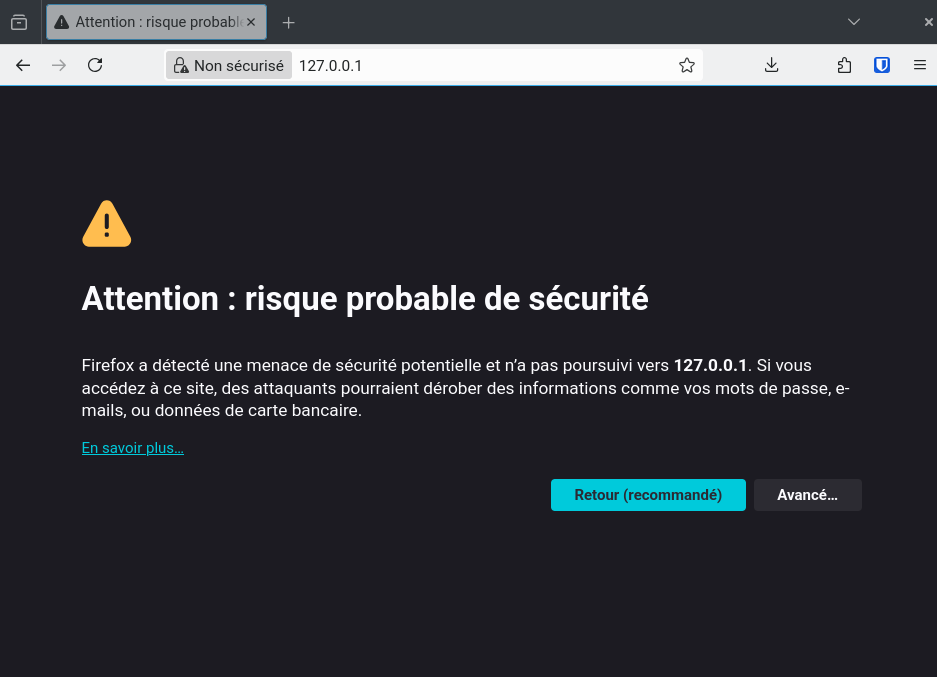 Attention : risque probabl
Non sécurisé 127.0.0.1
Attention : risque probable de sécurité
Firefox a détecté une menace de sécurité potentielle et n’a pas poursuivi vers 127.0.0.1. Si vous
accédez à ce site, des attaquants pourraient dérober des informations comme vos mots de passe, e-
mails, ou données de carte bancaire.
En savoir plus…
Retour (recommandé) Avancé…